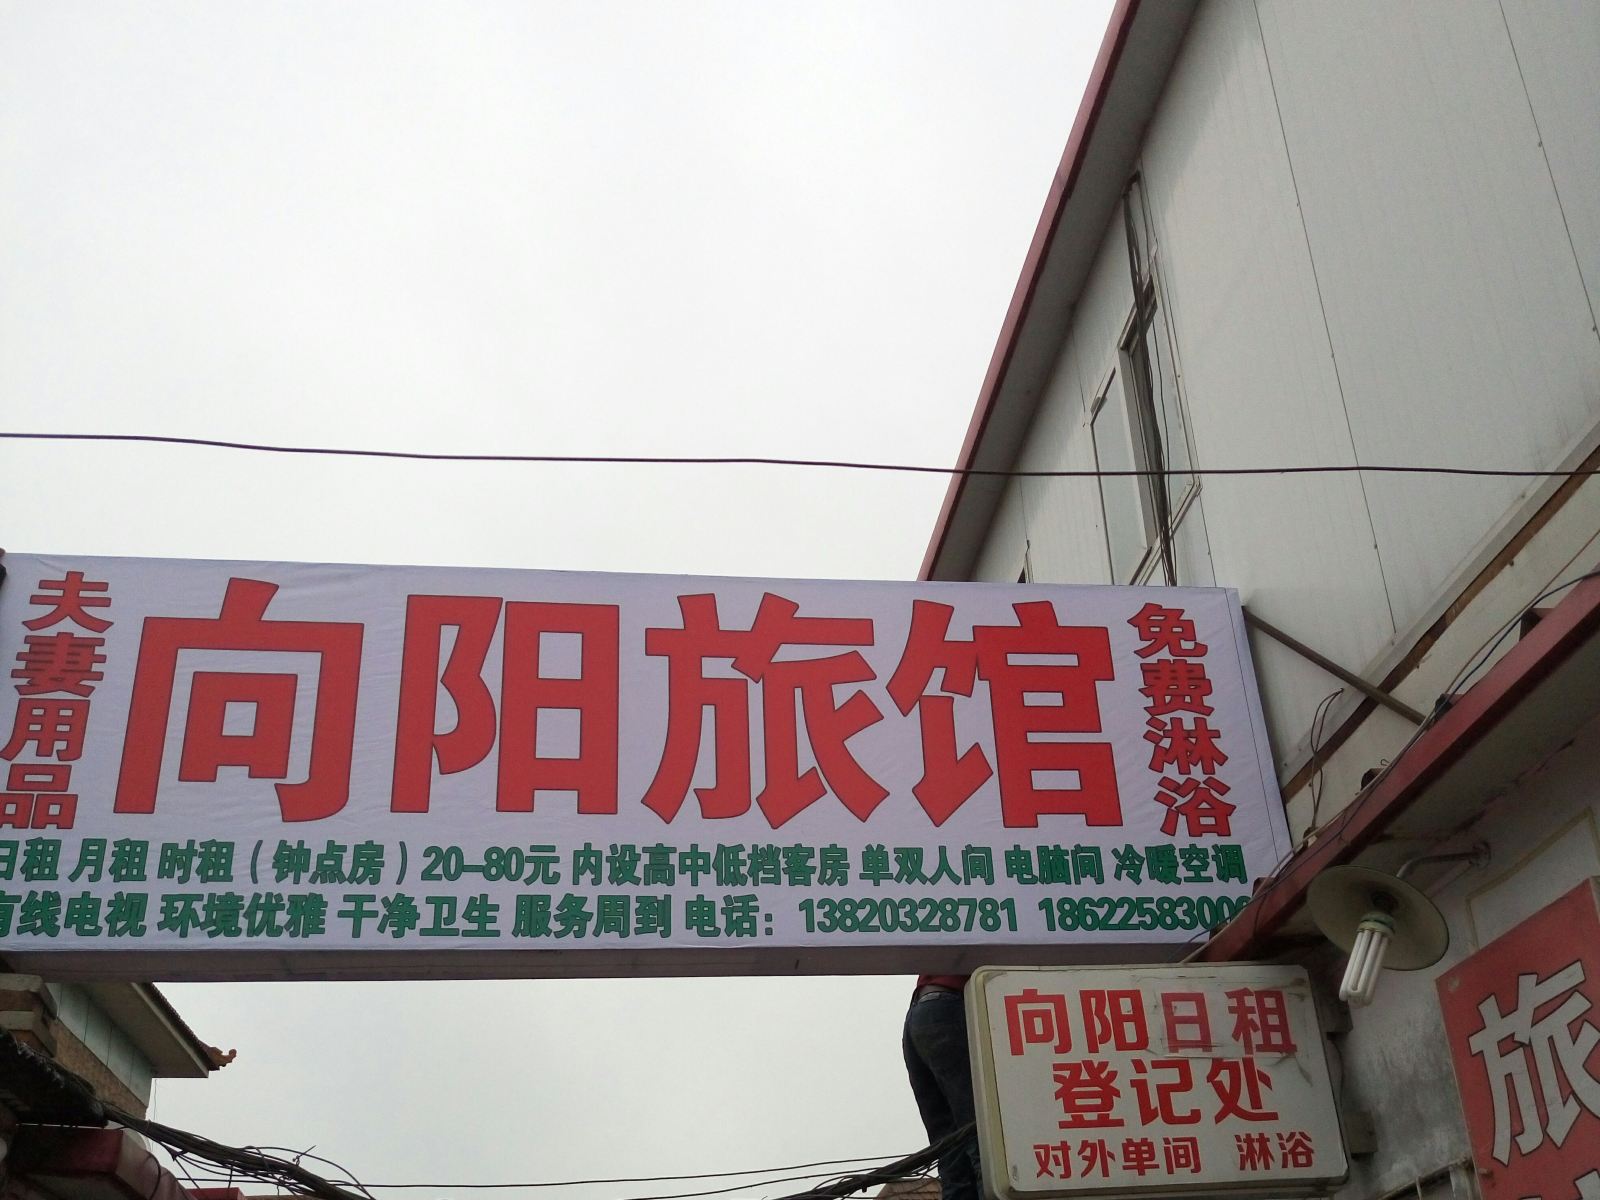 夫妻用品
向阳旅馆
免费淋浴
日租 月租 时租（钟点房）20-80元 内设高中低档客房 单双人间 电脑间 冷暖空调
有线电视 环境优雅 干净卫生 服务周到 电话：13820328781
向阳日租
登记处
对外单间 淋浴
旅